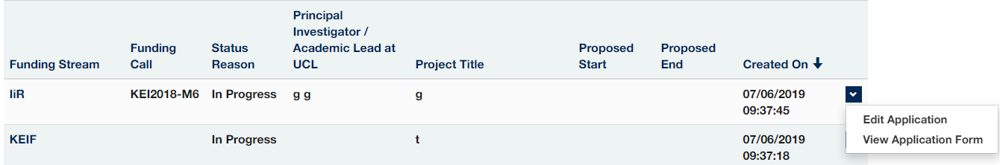 Funding Stream
Funding
Call
Status
Reason
Principal
Investigator /
Academic Lead at
UCL
Project Title
Proposed
Start
Proposed
End
Created On
IiR KEI2018-M6 In Progress g g g 07/06/2019
09:37:45
Edit Application
View Application Form
KEIF In Progress t 07/06/2019
09:37:18